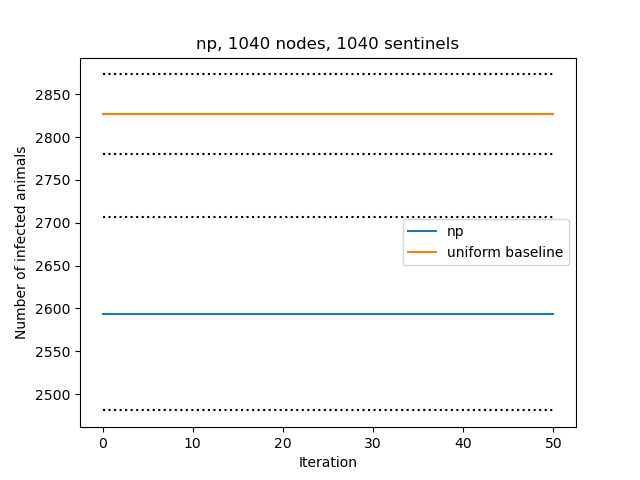 np, 1040 nodes, 1040 sentinels
Number of infected animals
2850
2800
2750
2700
2650
2600
2550
2500
np
uniform baseline
0 10 20 30 40 50
Iteration